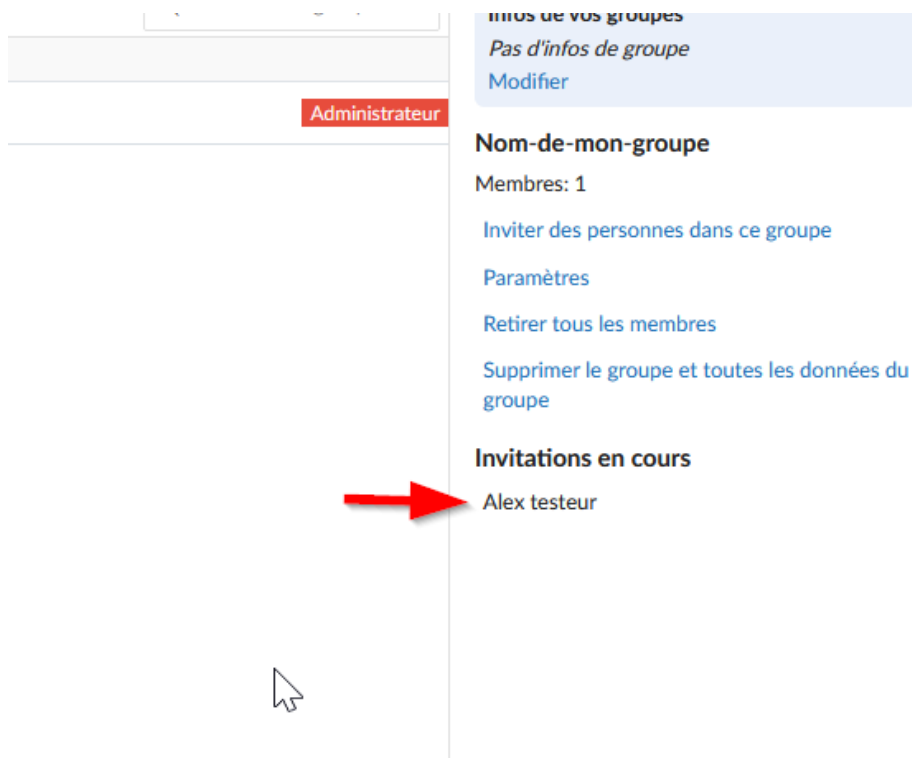 Infos de vos groupes
Pas d'infos de groupe
Modifier
Administrateur
Nom-de-mon-groupe
Membres: 1
Inviter des personnes dans ce groupe
Paramètres
Retirer tous les membres
Supprimer le groupe et toutes les données du
groupe
Invitations en cours
Alex testeur